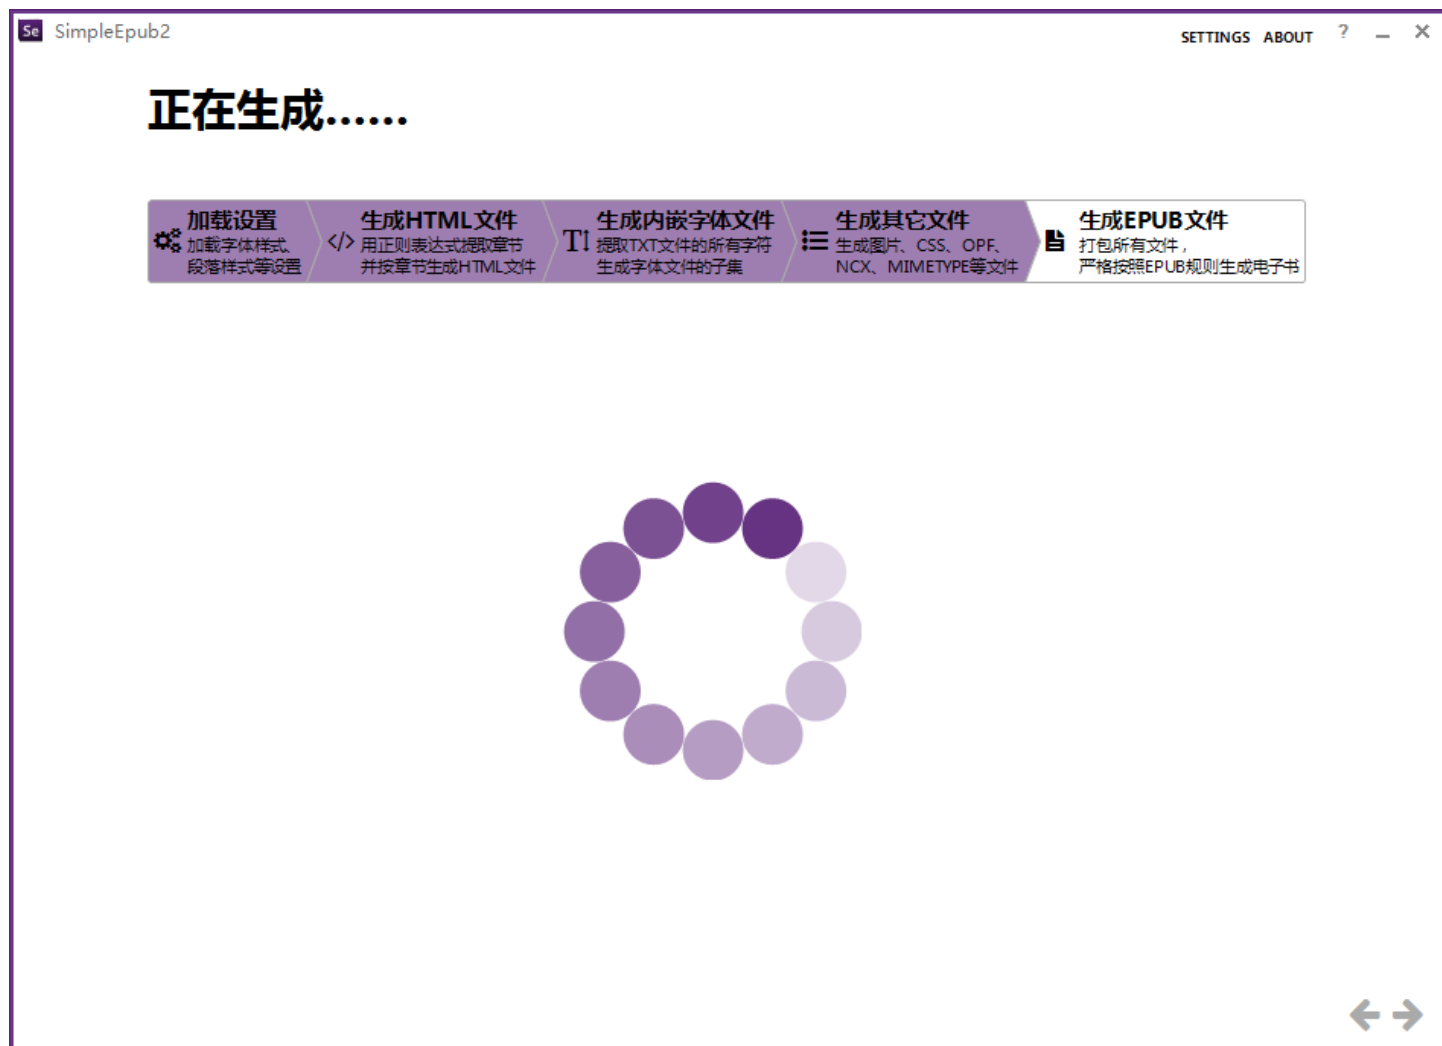 Se SimpleEpub2
SETTINGS ABOUT ?
正在生成......
加载设置
加载字体样式、
段落样式等设置
</> 生成HTML文件
用正则表达式提取章节
并按章节生成HTML文件
生成内嵌字体文件
提取TXT文件的所有字符
生成字体文件的子集
生成其它文件
生成图片、CSS、OPF、
NCX、MIMETYPE等文件
生成EPUB文件
打包所有文件，
严格按照EPUB规则生成电子书